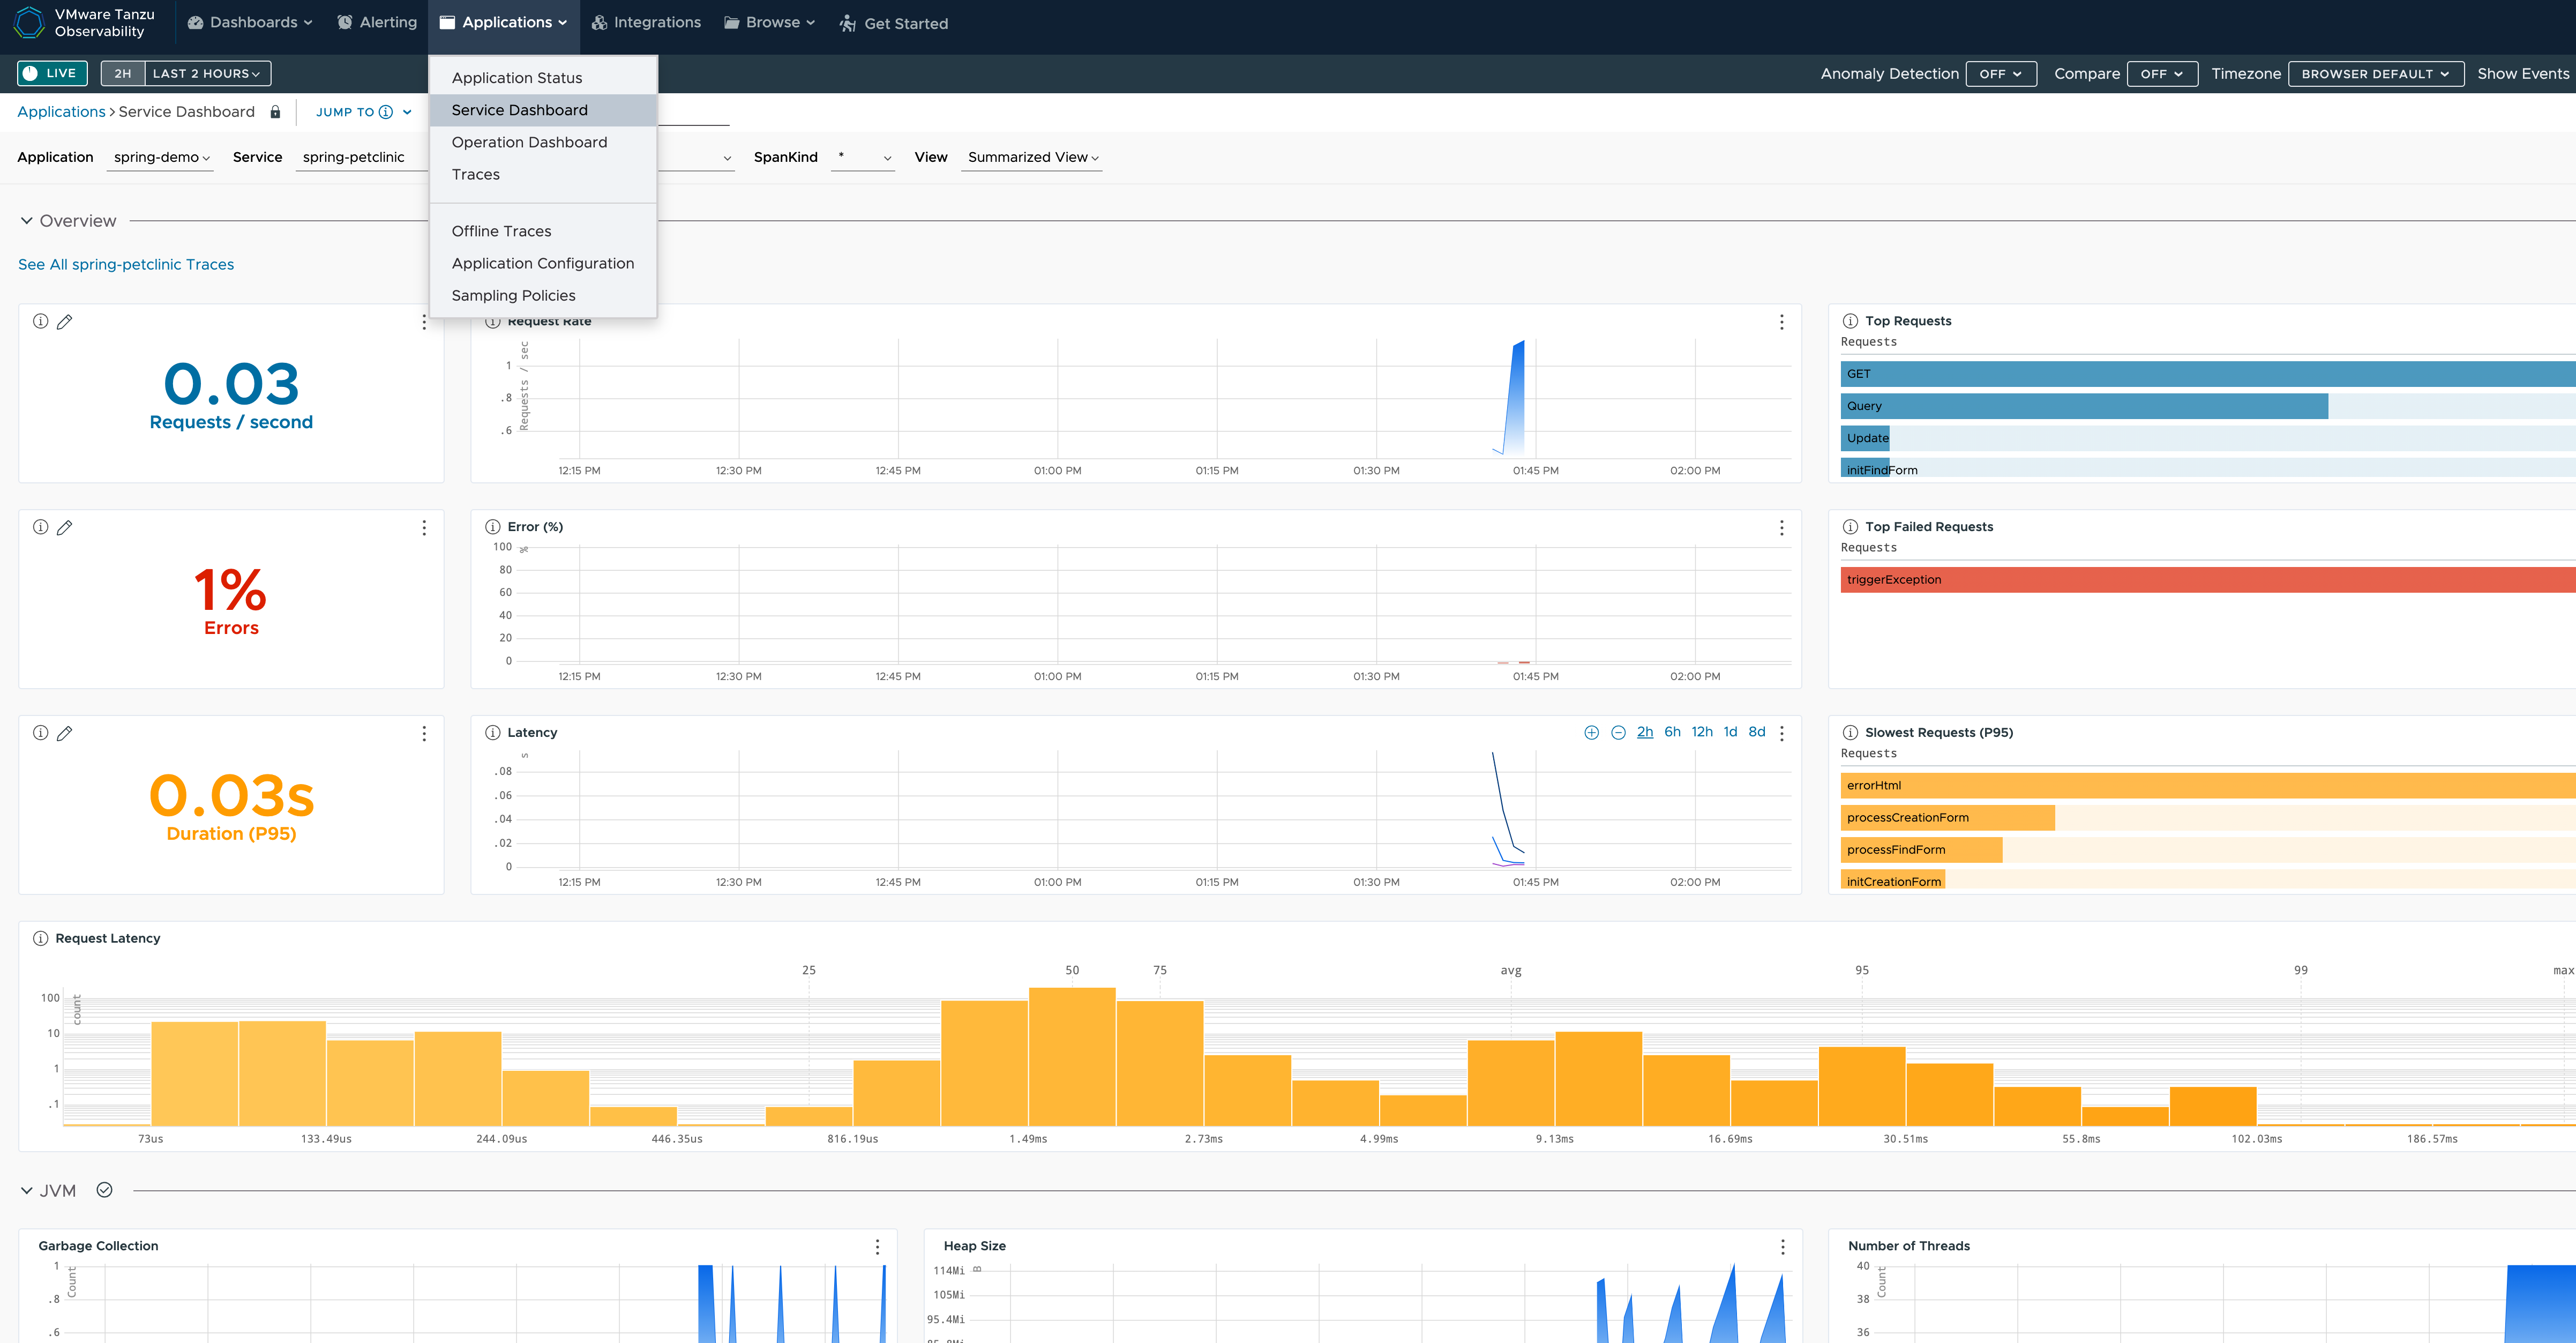 VMware Tanzu
Observability
Dashboards
Alerting
Applications
Integrations
Browse
Get Started
LIVE
2H
LAST 2 HOURS
Anomaly Detection
OFF
Compare
OFF
Timezone
BROWSER DEFAULT
Show Events
Applications > Service Dashboard
JUMP TO
Application Status
Service Dashboard
Operation Dashboard
Traces
Offline Traces
Application Configuration
Sampling Policies
Application
spring-demo
Service
spring-petclinic
SpanKind
*
View
Summarized View
Overview
See All spring-petclinic Traces
0.03
Requests / second
Request Rate
Requests / sec
1
.8
.6
12:15 PM
12:30 PM
12:45 PM
01:00 PM
01:15 PM
01:30 PM
01:45 PM
02:00 PM
Top Requests
Requests
GET
Query
Update
initFindForm
1%
Errors
Error (%)
%
100
80
60
40
20
0
12:15 PM
12:30 PM
12:45 PM
01:00 PM
01:15 PM
01:30 PM
01:45 PM
02:00 PM
Top Failed Requests
Requests
triggerException
0.03s
Duration (P95)
Latency
2h
6h
12h
1d
8d
s
.08
.06
.04
.02
0
12:15 PM
12:30 PM
12:45 PM
01:00 PM
01:15 PM
01:30 PM
01:45 PM
02:00 PM
Slowest Requests (P95)
Requests
errorHtml
processCreationForm
processFindForm
initCreationForm
Request Latency
25
50
75
avg
95
99
max
count
100
10
1
.1
73us
133.49us
244.09us
446.35us
816.19us
1.49ms
2.73ms
4.99ms
9.13ms
16.69ms
30.51ms
55.8ms
102.03ms
186.57ms
JVM
Garbage Collection
Count
1
.8
.6
Heap Size
B
114Mi
105Mi
95.4Mi
Number of Threads
Count
40
38
36